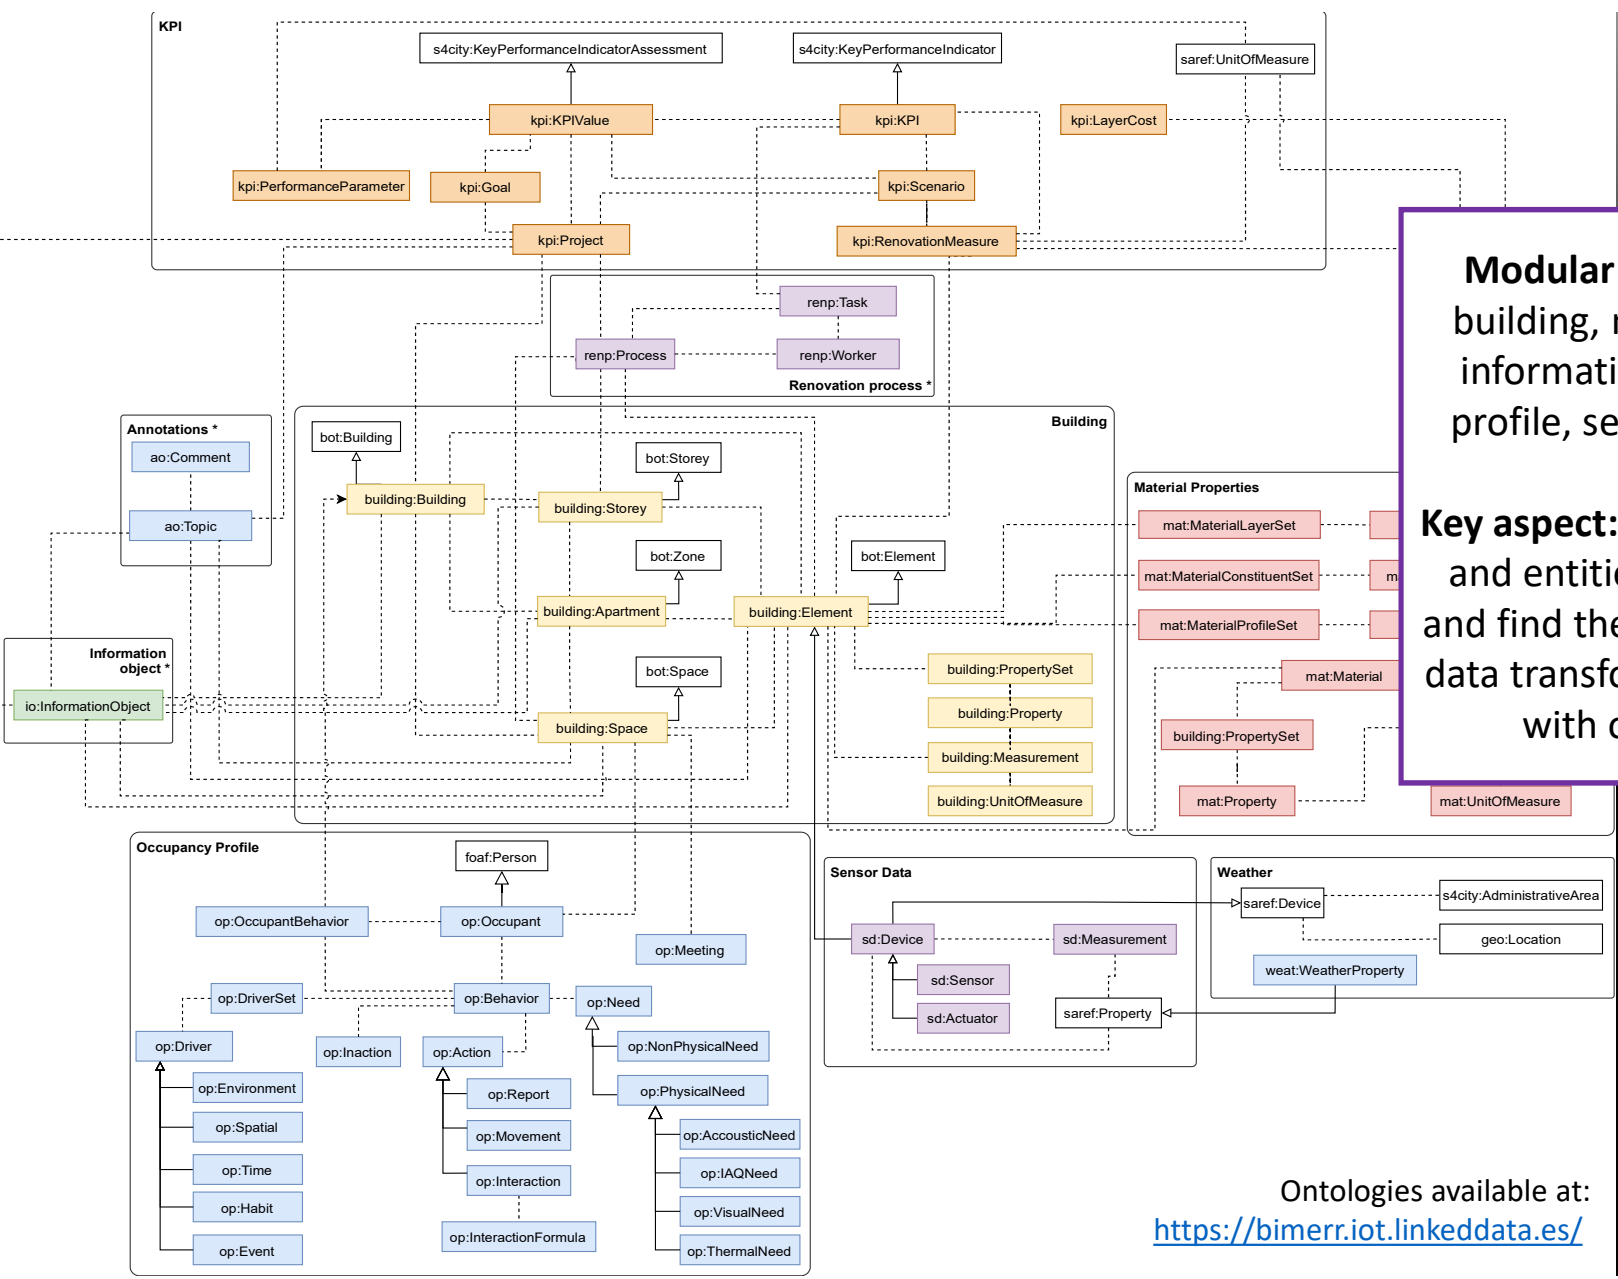 KPI
s4city:KeyPerformanceIndicatorAssessment
s4city:KeyPerformanceIndicator
saref:UnitOfMeasure
kpi:KPIValue
kpi:KPI
kpi:LayerCost
kpi:PerformanceParameter
kpi:Goal
kpi:Scenario
kpi:Project
kpi:RenovationMeasure
renp:Task
renp:Process
renp:Worker
Renovation process *
Annotations *
ao:Comment
ao:Topic
Information
object *
io:InformationObject
Building
bot:Building
bot:Storey
building:Building
building:Storey
bot:Zone
bot:Element
building:Apartment
building:Element
bot:Space
building:Space
building:PropertySet
building:Property
building:Measurement
building:UnitOfMeasure
Material Properties
mat:MaterialLayerSet
mat:MaterialConstituentSet
m
mat:MaterialProfileSet
mat:Material
building:PropertySet
mat:Property
mat:UnitOfMeasure
Modular
building, 
informati
profile, se
Key aspect:
and entiti
and find the
data transfo
with
Occupancy Profile
foaf:Person
op:OccupantBehavior
op:Occupant
op:Meeting
op:DriverSet
op:Behavior
op:Need
op:Driver
op:Inaction
op:Action
op:NonPhysicalNeed
op:Environment
op:Report
op:PhysicalNeed
op:Spatial
op:Movement
op:AccousticNeed
op:Time
op:Interaction
op:IAQNeed
op:Habit
op:VisualNeed
op:Event
op:InteractionFormula
op:ThermalNeed
Sensor Data
sd:Device
sd:Measurement
sd:Sensor
sd:Actuator
saref:Property
Weather
saref:Device
s4city:AdministrativeArea
geo:Location
weat:WeatherProperty
Ontologies available at:
https://bimerr.iot.linkeddata.es/